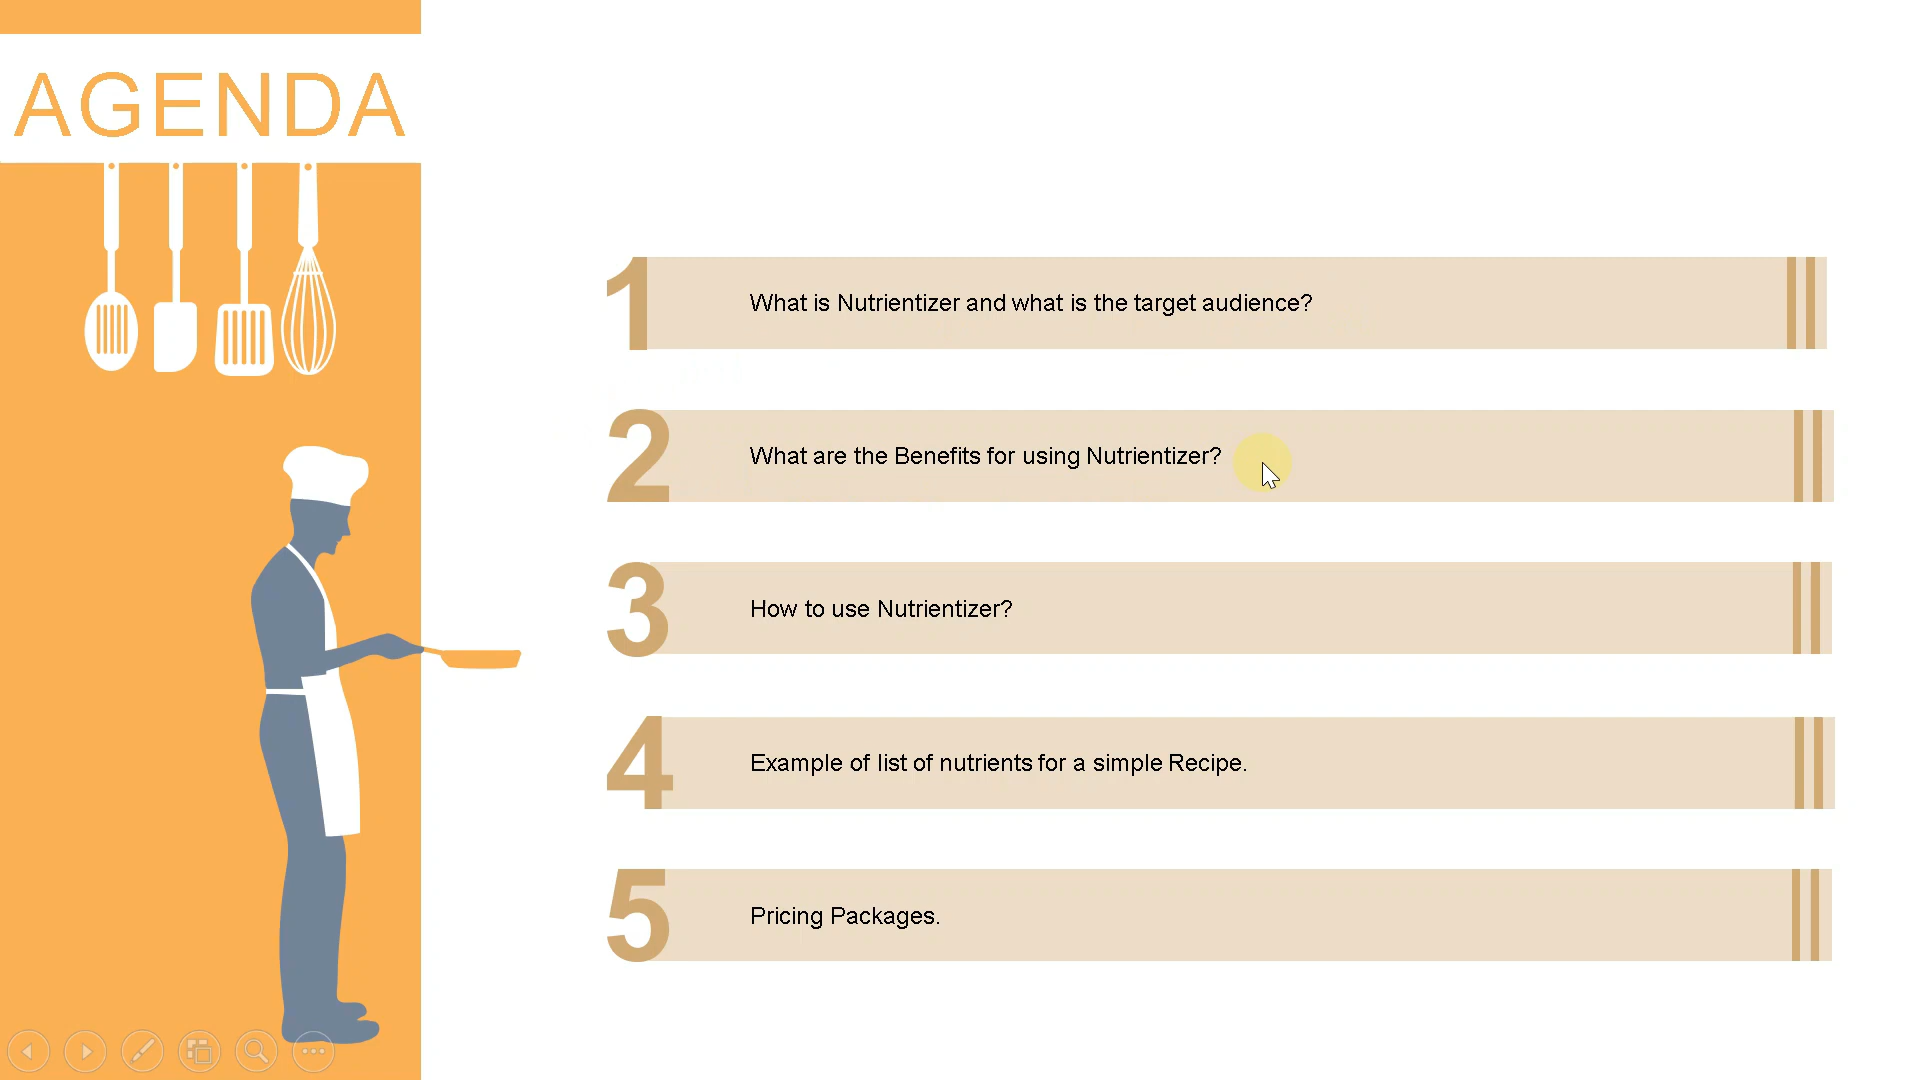 AGENDA
1
What is Nutrientizer and what is the target audience?
2
What are the Benefits for using Nutrientizer?
3
How to use Nutrientizer?
4
Example of list of nutrients for a simple Recipe.
5
Pricing Packages.